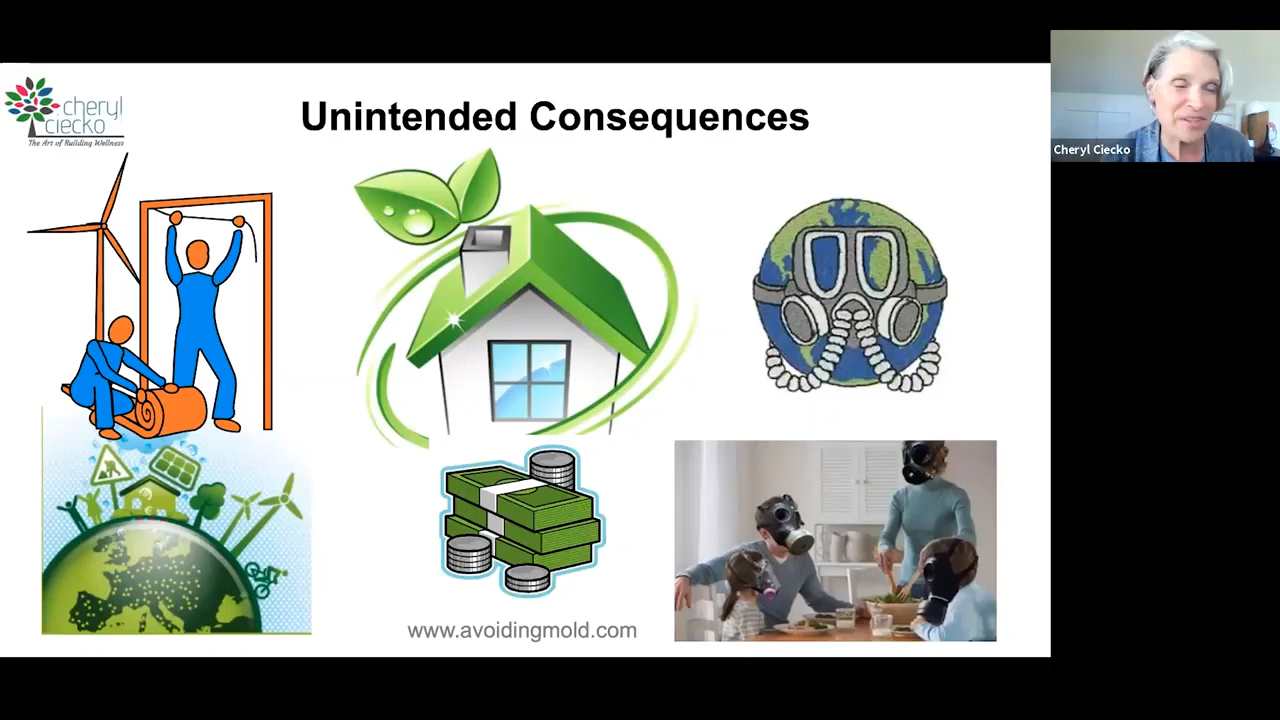 cheryl
ciecko
The Art of Building Wellness
Unintended Consequences
Cheryl Ciecko
www.avoidingmold.com